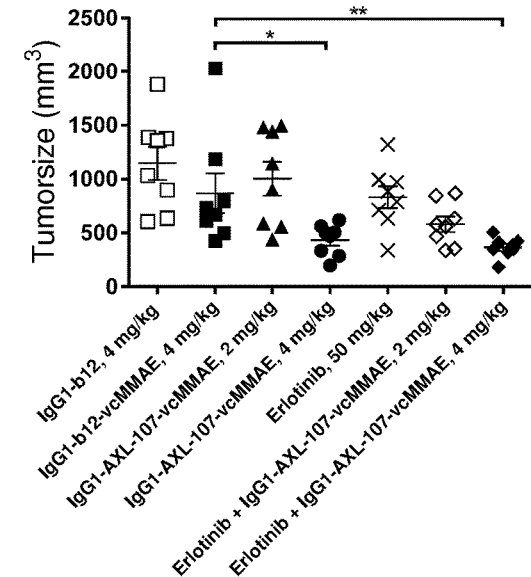 **
*
Tumorsize (mm³)
2500
2000
1500
1000
500
0
IgG1-b12, 4 mg/kg
IgG1-b12-vcMMAE, 4 mg/kg
IgG1-AXL-107-vcMMAE, 2 mg/kg
IgG1-AXL-107-vcMMAE, 4 mg/kg
Erlotinib, 50 mg/kg
Erlotinib + IgG1-AXL-107-vcMMAE, 2 mg/kg
Erlotinib + IgG1-AXL-107-vcMMAE, 4 mg/kg